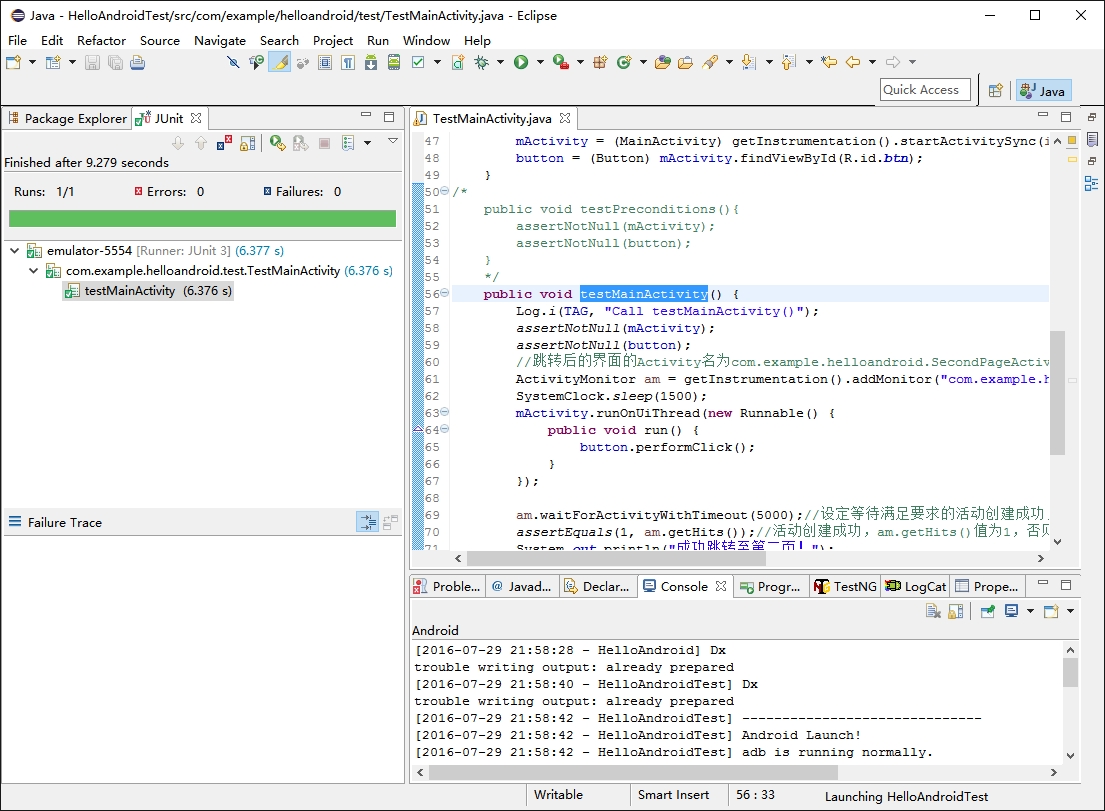 Java - HelloAndroidTest/src/com/example/helloandroid/test/TestMainActivity.java - Eclipse
File Edit Refactor Source Navigate Search Project Run Window Help
Quick Access
Java
Package Explorer JUnit
Finished after 9.279 seconds
Runs: 1/1 Errors: 0 Failures: 0
emulator-5554 [Runner: JUnit 3] (6.377 s)
com.example.helloandroid.test.TestMainActivity (6.376 s)
testMainActivity (6.376 s)
Failure Trace
TestMainActivity.java
47 mActivity = (MainActivity) getInstrumentation().startActivitySync(i
48 button = (Button) mActivity.findViewById(R.id.btn);
49 }
50 /*
51 public void testPreconditions(){
52 assertNotNull(mActivity);
53 assertNotNull(button);
54 }
55 */
56 public void testMainActivity() {
57 Log.i(TAG, "Call testMainActivity()");
58 assertNotNull(mActivity);
59 assertNotNull(button);
60 //跳转后的界面的Activity名为com.example.helloandroid.SecondPageActiv
61 ActivityMonitor am = getInstrumentation().addMonitor("com.example.h
62 SystemClock.sleep(1500);
63 mActivity.runOnUiThread(new Runnable() {
64 public void run() {
65 button.performClick();
66 }
67 });
68
69 am.waitForActivityWithTimeout(5000);//设定等待满足要求的活动创建成功
70 assertEquals(1, am.getHits());//活动创建成功, am.getHits()值为1, 否则
71 System.out.println("成功跳转至第二页!");
Proble... Javad... Declar... Console Progr... TestNG LogCat Prope...
Android
[2016-07-29 21:58:28 - HelloAndroid] Dx
trouble writing output: already prepared
[2016-07-29 21:58:40 - HelloAndroidTest] Dx
trouble writing output: already prepared
[2016-07-29 21:58:42 - HelloAndroidTest] ------------------------------
[2016-07-29 21:58:42 - HelloAndroidTest] Android Launch!
[2016-07-29 21:58:42 - HelloAndroidTest] adb is running normally.
Writable Smart Insert 56 : 33 Launching HelloAndroidTest